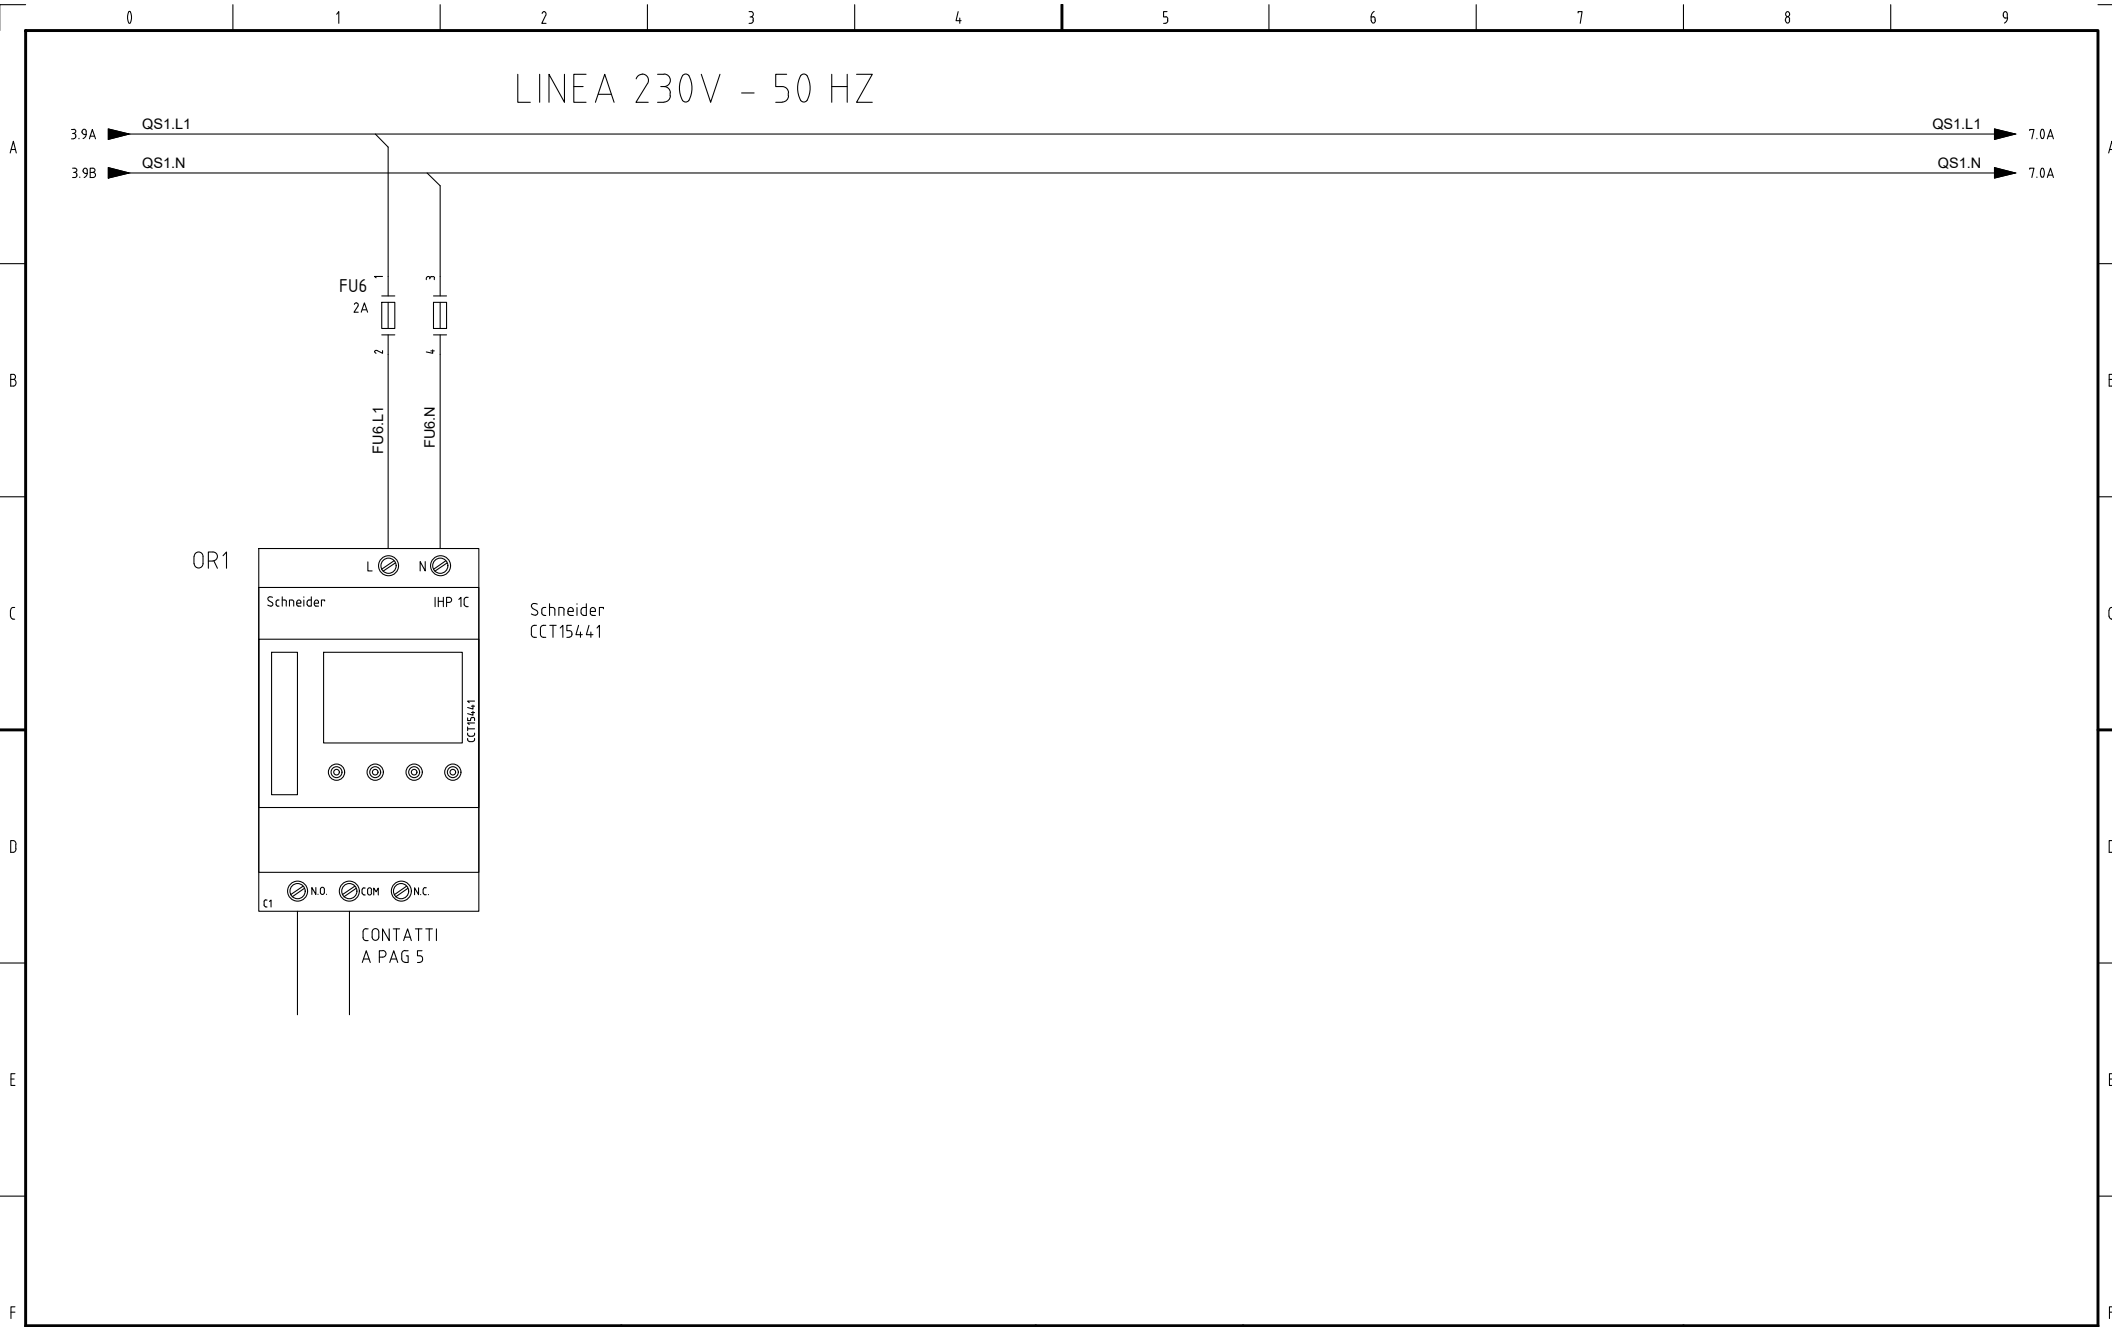 0 1 2 3 4 5 6 7 8 9
LINEA 230V - 50 HZ
3.9A QS1.L1 QS1.L1 7.0A
A
3.9B QS1.N QS1.N 7.0A
1 3
FU6
2A
2 4
B
FU6.L1 FU6.N
OR1
L N
Schneider IHP 1C
Schneider
CCT15441
C
CCT15441
D
N.O. COM N.C.
C1
CONTATTI
A PAG 5
E
F